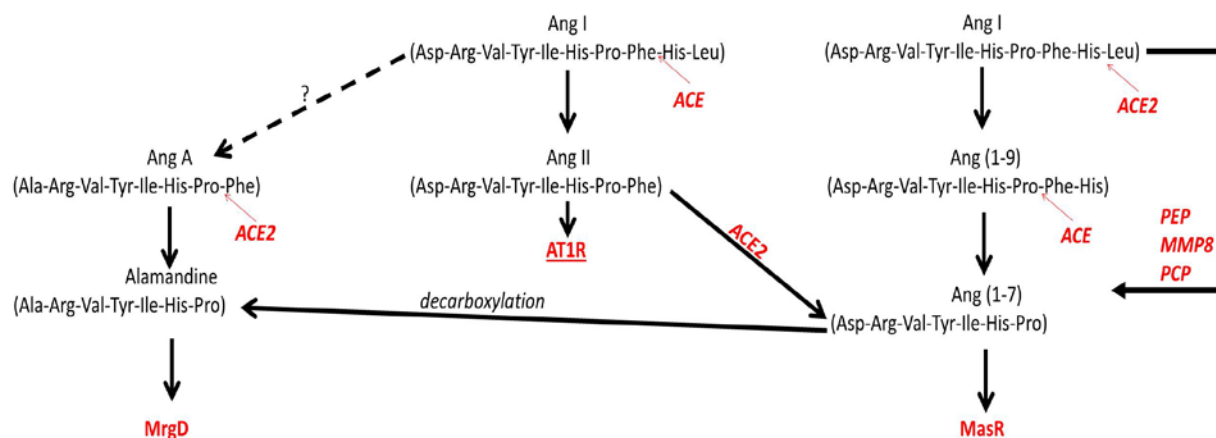 Ang I
(Asp-Arg-Val-Tyr-Ile-His-Pro-Phe-His-Leu)
ACE
?
Ang I
(Asp-Arg-Val-Tyr-Ile-His-Pro-Phe-His-Leu)
ACE2
Ang A
(Ala-Arg-Val-Tyr-Ile-His-Pro-Phe)
ACE2
Ang II
(Asp-Arg-Val-Tyr-Ile-His-Pro-Phe)
AT1R
ACE2
Ang (1-9)
(Asp-Arg-Val-Tyr-Ile-His-Pro-Phe-His)
ACE
PEP
MMP8
PCP
Alamandine
(Ala-Arg-Val-Tyr-Ile-His-Pro)
decarboxylation
Ang (1-7)
(Asp-Arg-Val-Tyr-Ile-His-Pro)
MrgD
MasR